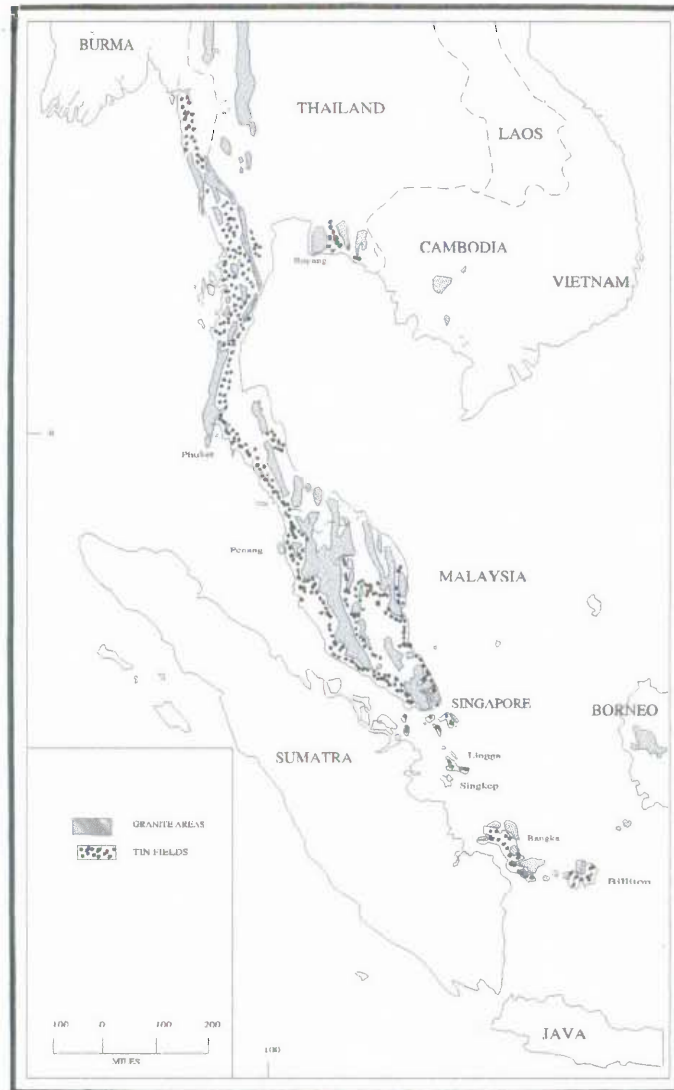 BURMA
THAILAND
LAOS
CAMBODIA
VIETNAM
Phuket
Penang
MALAYSIA
SINGAPORE
BORNEO
SUMATRA
Lingga
Singkep
GRANITE AREAS
TIN FIELDS
Bangka
Billiton
100 0 100 200
MILES
100
JAVA